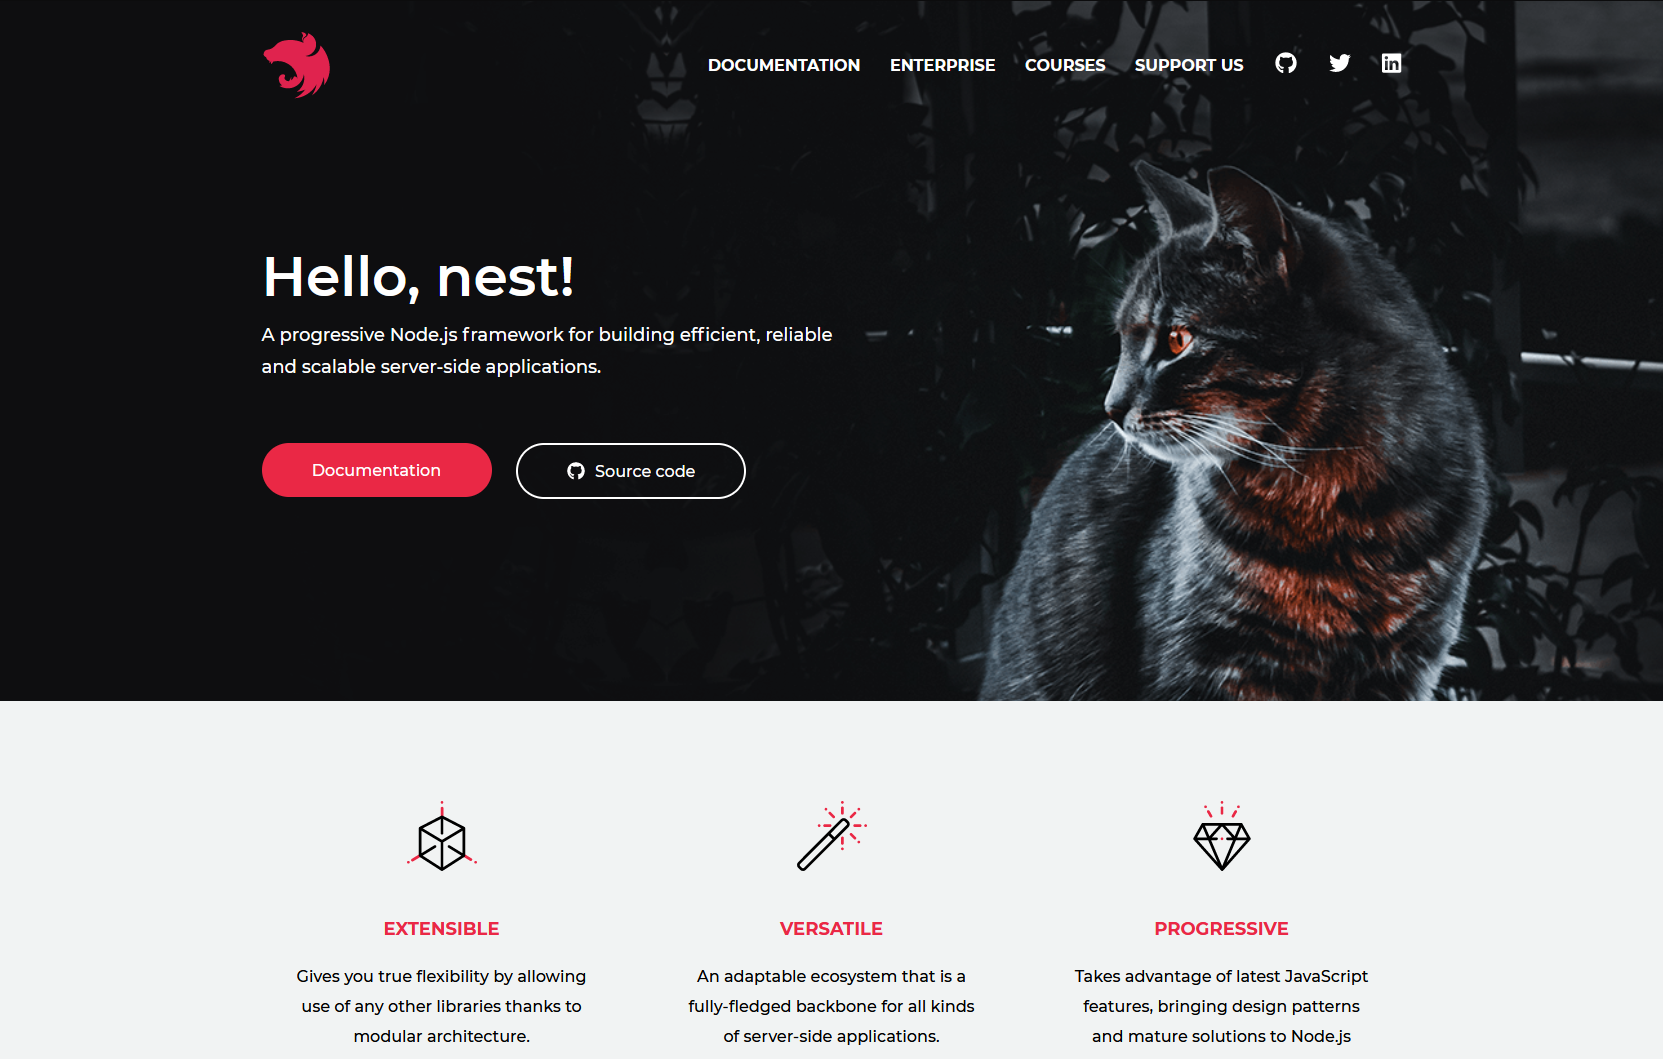 DOCUMENTATION ENTERPRISE COURSES SUPPORT US
Hello, nest!
A progressive Node.js framework for building efficient, reliable
and scalable server-side applications.
Documentation
Source code
EXTENSIBLE
Gives you true flexibility by allowing
use of any other libraries thanks to
modular architecture.
VERSATILE
An adaptable ecosystem that is a
fully-fledged backbone for all kinds
of server-side applications.
PROGRESSIVE
Takes advantage of latest JavaScript
features, bringing design patterns
and mature solutions to Node.js